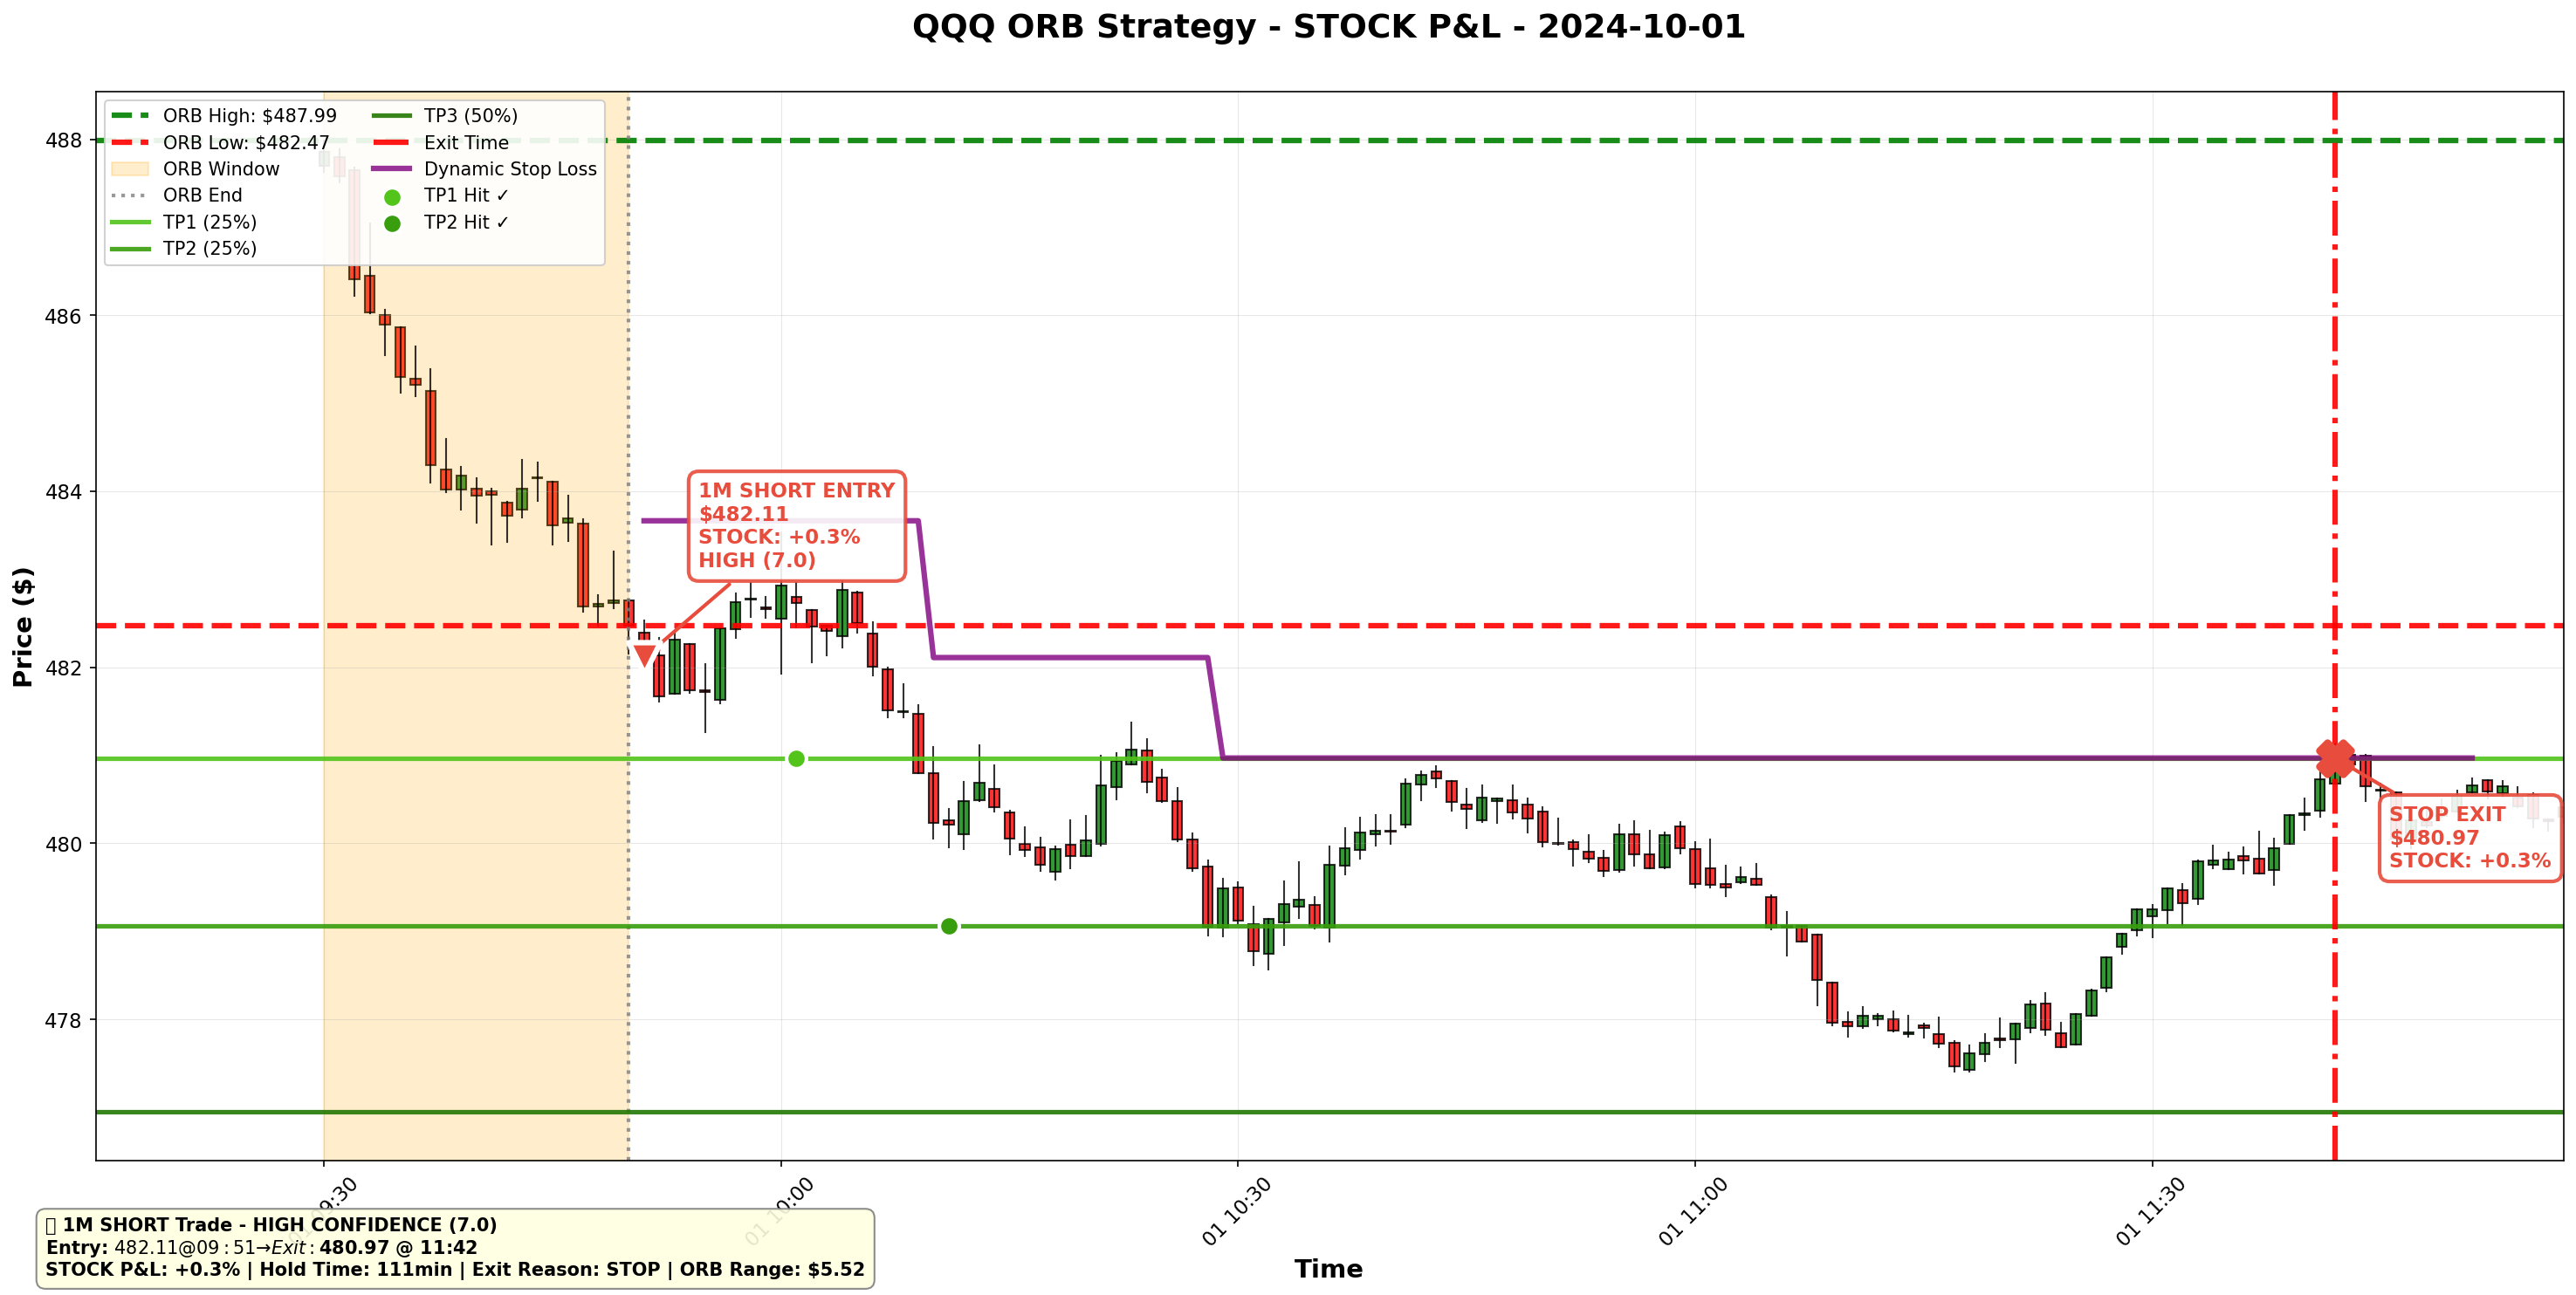 QQQ ORB Strategy - STOCK P&L - 2024-10-01
ORB High: $487.99
ORB Low: $482.47
ORB Window
ORB End
TP1 (25%)
TP2 (25%)
TP3 (50%)
Exit Time
Dynamic Stop Loss
TP1 Hit ✓
TP2 Hit ✓
488
486
484
482
480
478
Price ($)
1M SHORT ENTRY
$482.11
STOCK: +0.3%
HIGH (7.0)
STOP EXIT
$480.97
STOCK: +0.3%
01 09:30
01 10:00
01 10:30
01 11:00
01 11:30
Time
1M SHORT Trade - HIGH CONFIDENCE (7.0)
Entry: 482.11@09:51→Exit:480.97 @ 11:42
STOCK P&L: +0.3% | Hold Time: 111min | Exit Reason: STOP | ORB Range: $5.52